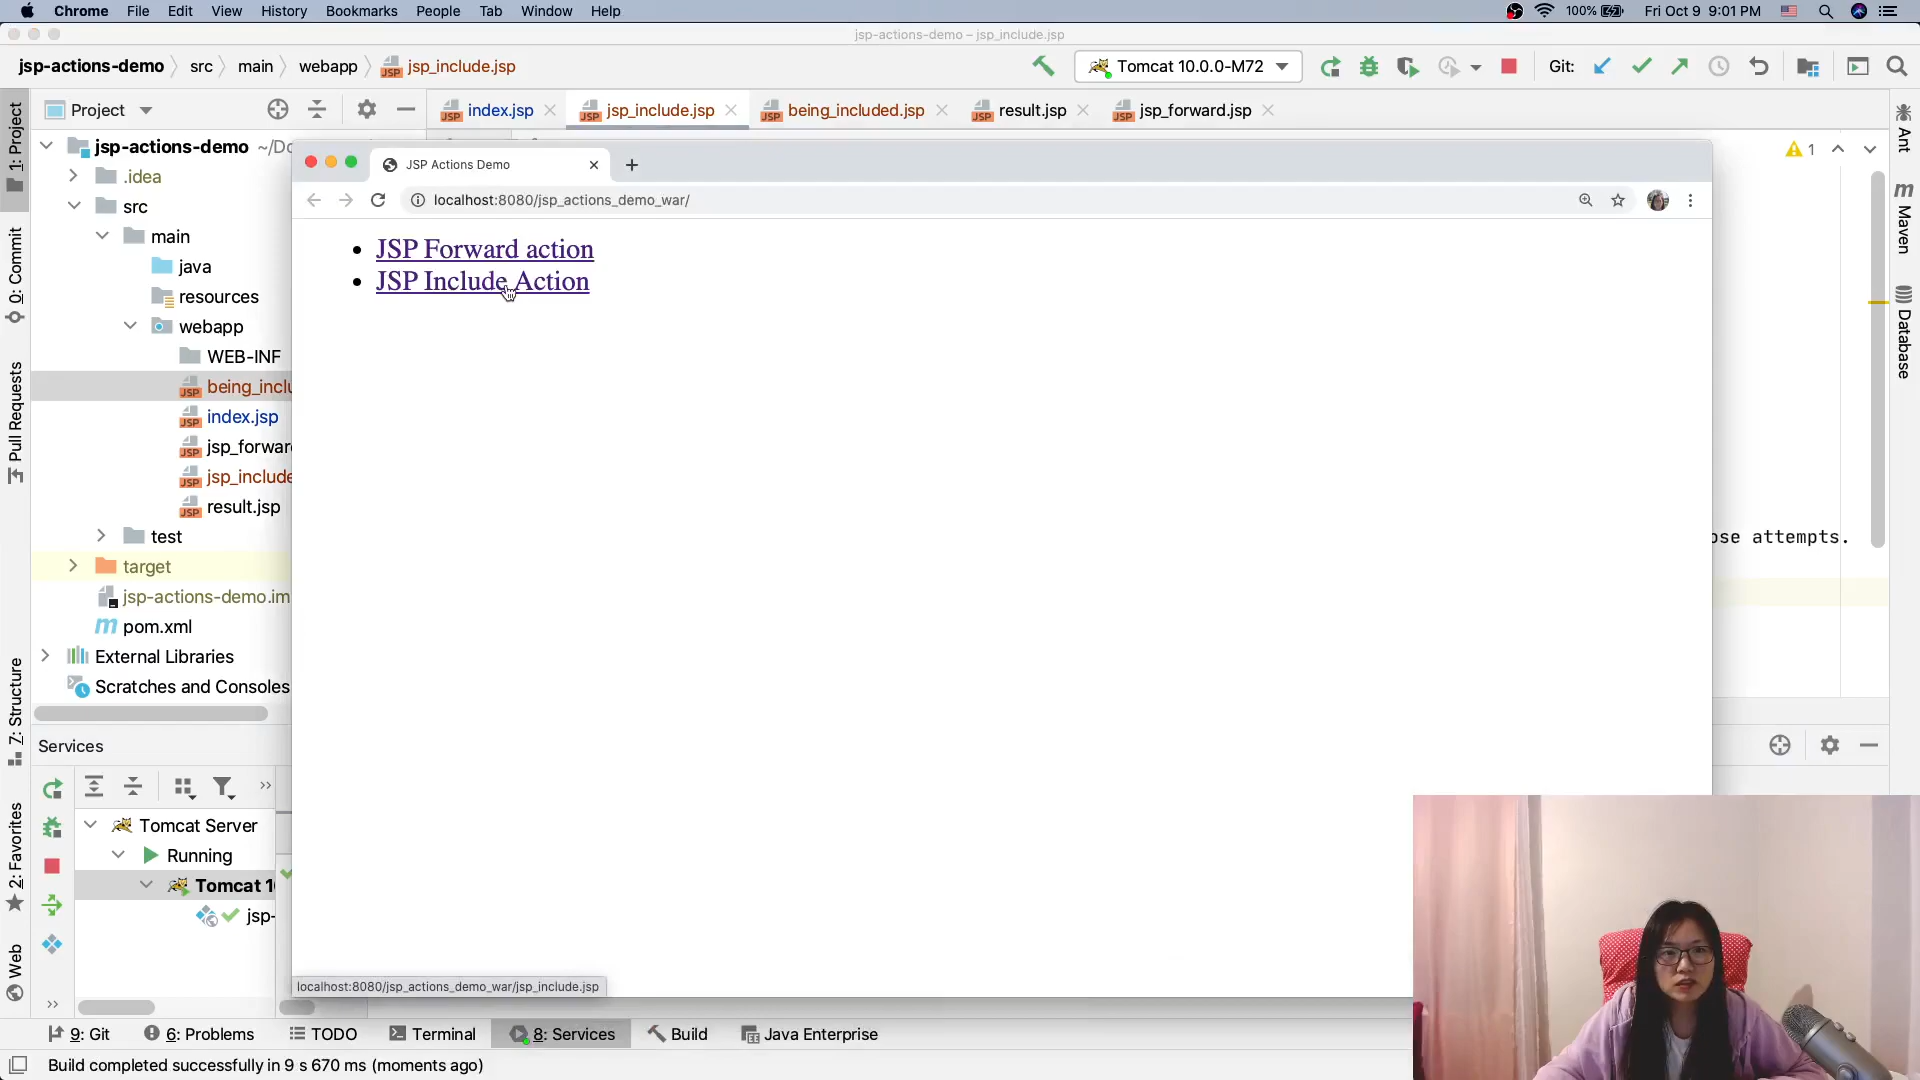 Chrome File Edit View History Bookmarks People Tab Window Help 100% Fri Oct 9 9:01 PM
jsp-actions-demo – jsp_include.jsp
jsp-actions-demo src main webapp jsp_include.jsp Tomcat 10.0.0-M72 Git:
Project index.jsp jsp_include.jsp being_included.jsp result.jsp jsp_forward.jsp
jsp-actions-demo ~/Do
.idea
src
main
java
resources
webapp
WEB-INF
being_inclu
index.jsp
jsp_forwar
jsp_include
result.jsp
test
target
jsp-actions-demo.im
pom.xml
External Libraries
Scratches and Consoles
1: Project
0: Commit
Pull Requests
Z: Structure
2: Favorites
Web
JSP Actions Demo
localhost:8080/jsp_actions_demo_war/
JSP Forward action
JSP Include Action
localhost:8080/jsp_actions_demo_war/jsp_include.jsp
1
ose attempts.
Ant
Maven
Database
Services
Tomcat Server
Running
Tomcat 1
jsp-
9: Git 6: Problems TODO Terminal 8: Services Build Java Enterprise
Build completed successfully in 9 s 670 ms (moments ago)